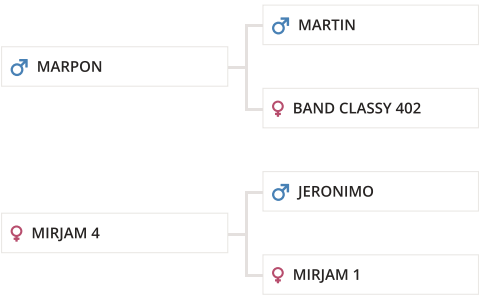 MARTIN
MARPON
BAND CLASSY 402
JERONIMO
MIRJAM 4
MIRJAM 1